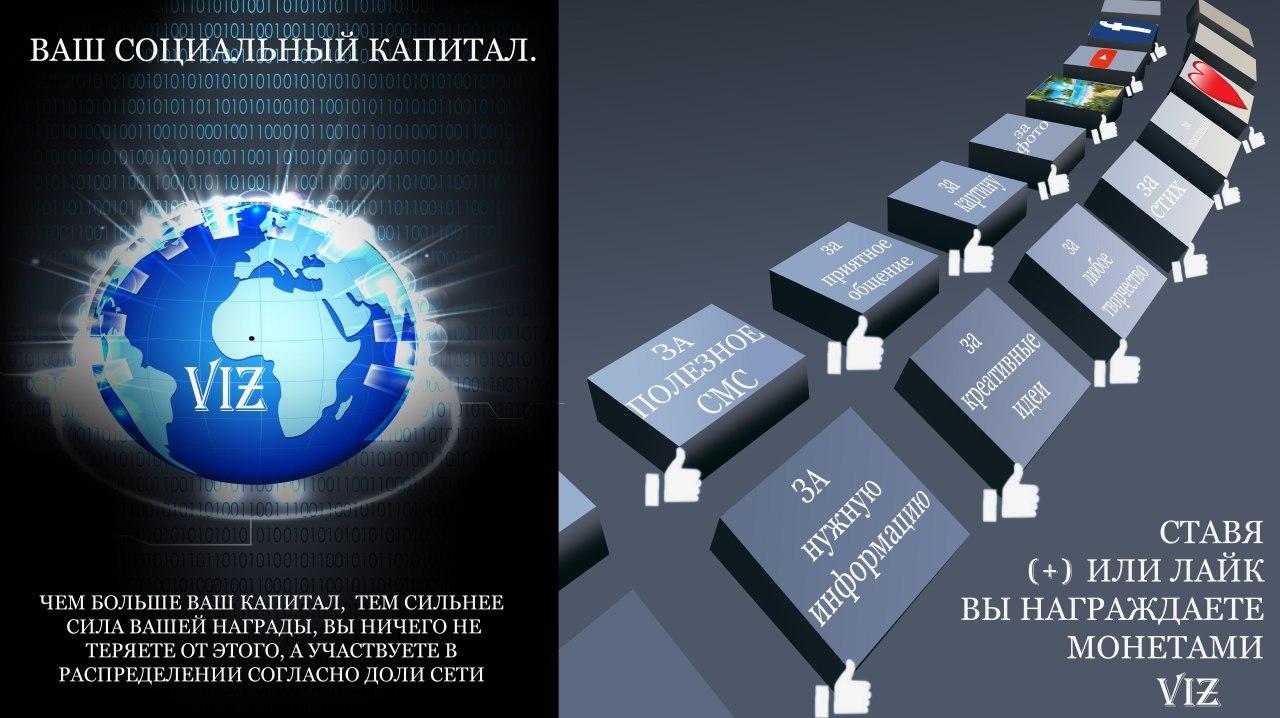 ВАШ СОЦИАЛЬНЫЙ КАПИТАЛ.
VIZ
ЧЕМ БОЛЬШЕ ВАШ КАПИТАЛ, ТЕМ СИЛЬНЕЕ
СИЛА ВАШЕЙ НАГРАДЫ, ВЫ НИЧЕГО НЕ
ТЕРЯЕТЕ ОТ ЭТОГО, А УЧАСТВУЕТЕ В
РАСПРЕДЕЛЕНИИ СОГЛАСНО ДОЛИ СЕТИ
за
фото
за
картину
за
приятное
общение
ЗА
ПОЛЕЗНОЕ
СМС
за
стих
за
любое
творчество
за
креативные
идеи
ЗА
нужную
информацию
СТАВЯ
(+) ИЛИ ЛАЙК
ВЫ НАГРАЖДАЕТЕ
МОНЕТАМИ
VIZ